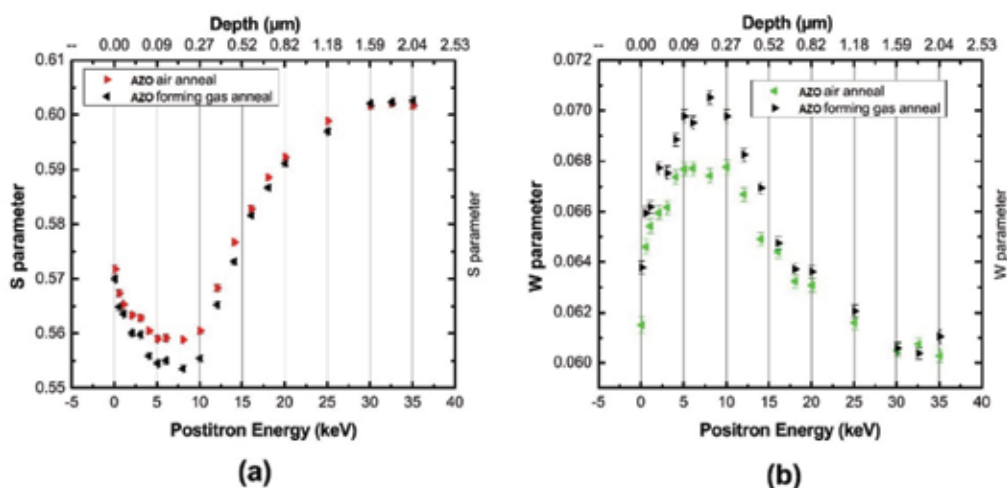 Depth (µm)
-- 0.00 0.09 0.27 0.52 0.82 1.18 1.59 2.04 2.53
0.61
0.60
0.59
0.58
0.57
0.56
0.55
S parameter
S parameter
AZO air anneal
AZO forming gas anneal
-5 0 5 10 15 20 25 30 35 40
Postitron Energy (keV)
(a)
Depth (µm)
-- 0.00 0.09 0.27 0.52 0.82 1.18 1.59 2.04 2.53
0.072
0.070
0.068
0.066
0.064
0.062
0.060
W parameter
W parameter
AZO air anneal
AZO forming gas anneal
-5 0 5 10 15 20 25 30 35 40
Positron Energy (keV)
(b)